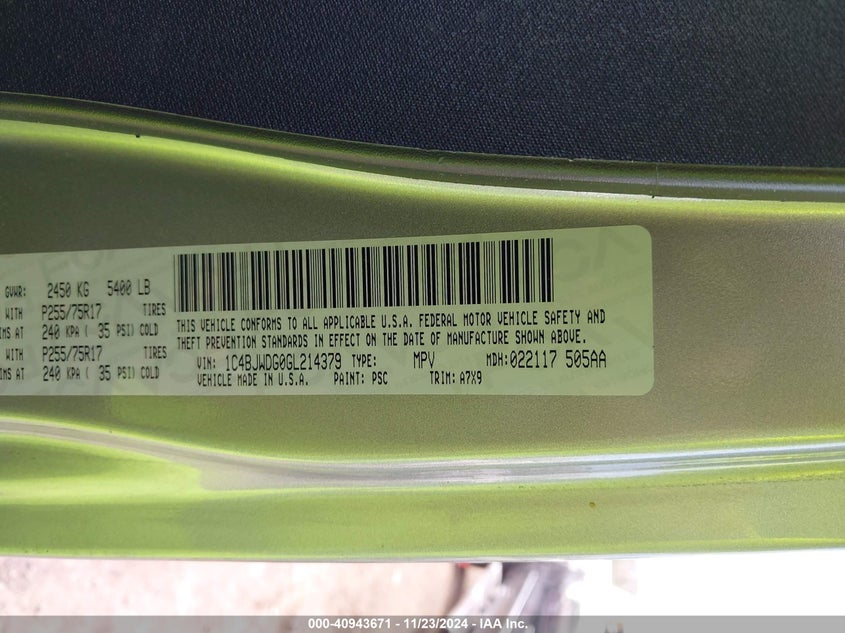 GVWR: 2450 KG 5400 LB
WITH P255/75R17 TIRES
IMS AT 240 KPA ( 35 PSI) COLD
WITH P255/75R17 TIRES
IMS AT 240 KPA ( 35 PSI) COLD
THIS VEHICLE CONFORMS TO ALL APPLICABLE U.S.A. FEDERAL MOTOR VEHICLE SAFETY AND
THEFT PREVENTION STANDARDS IN EFFECT ON THE DATE OF MANUFACTURE SHOWN ABOVE.
VIN: 1C4BJWDG0GL214379 TYPE: MPV MDH: 022117 505AA
VEHICLE MADE IN U.S.A. PAINT: PSC TRIM: A7X9
000-40943671 - 11/23/2024 - IAA Inc.